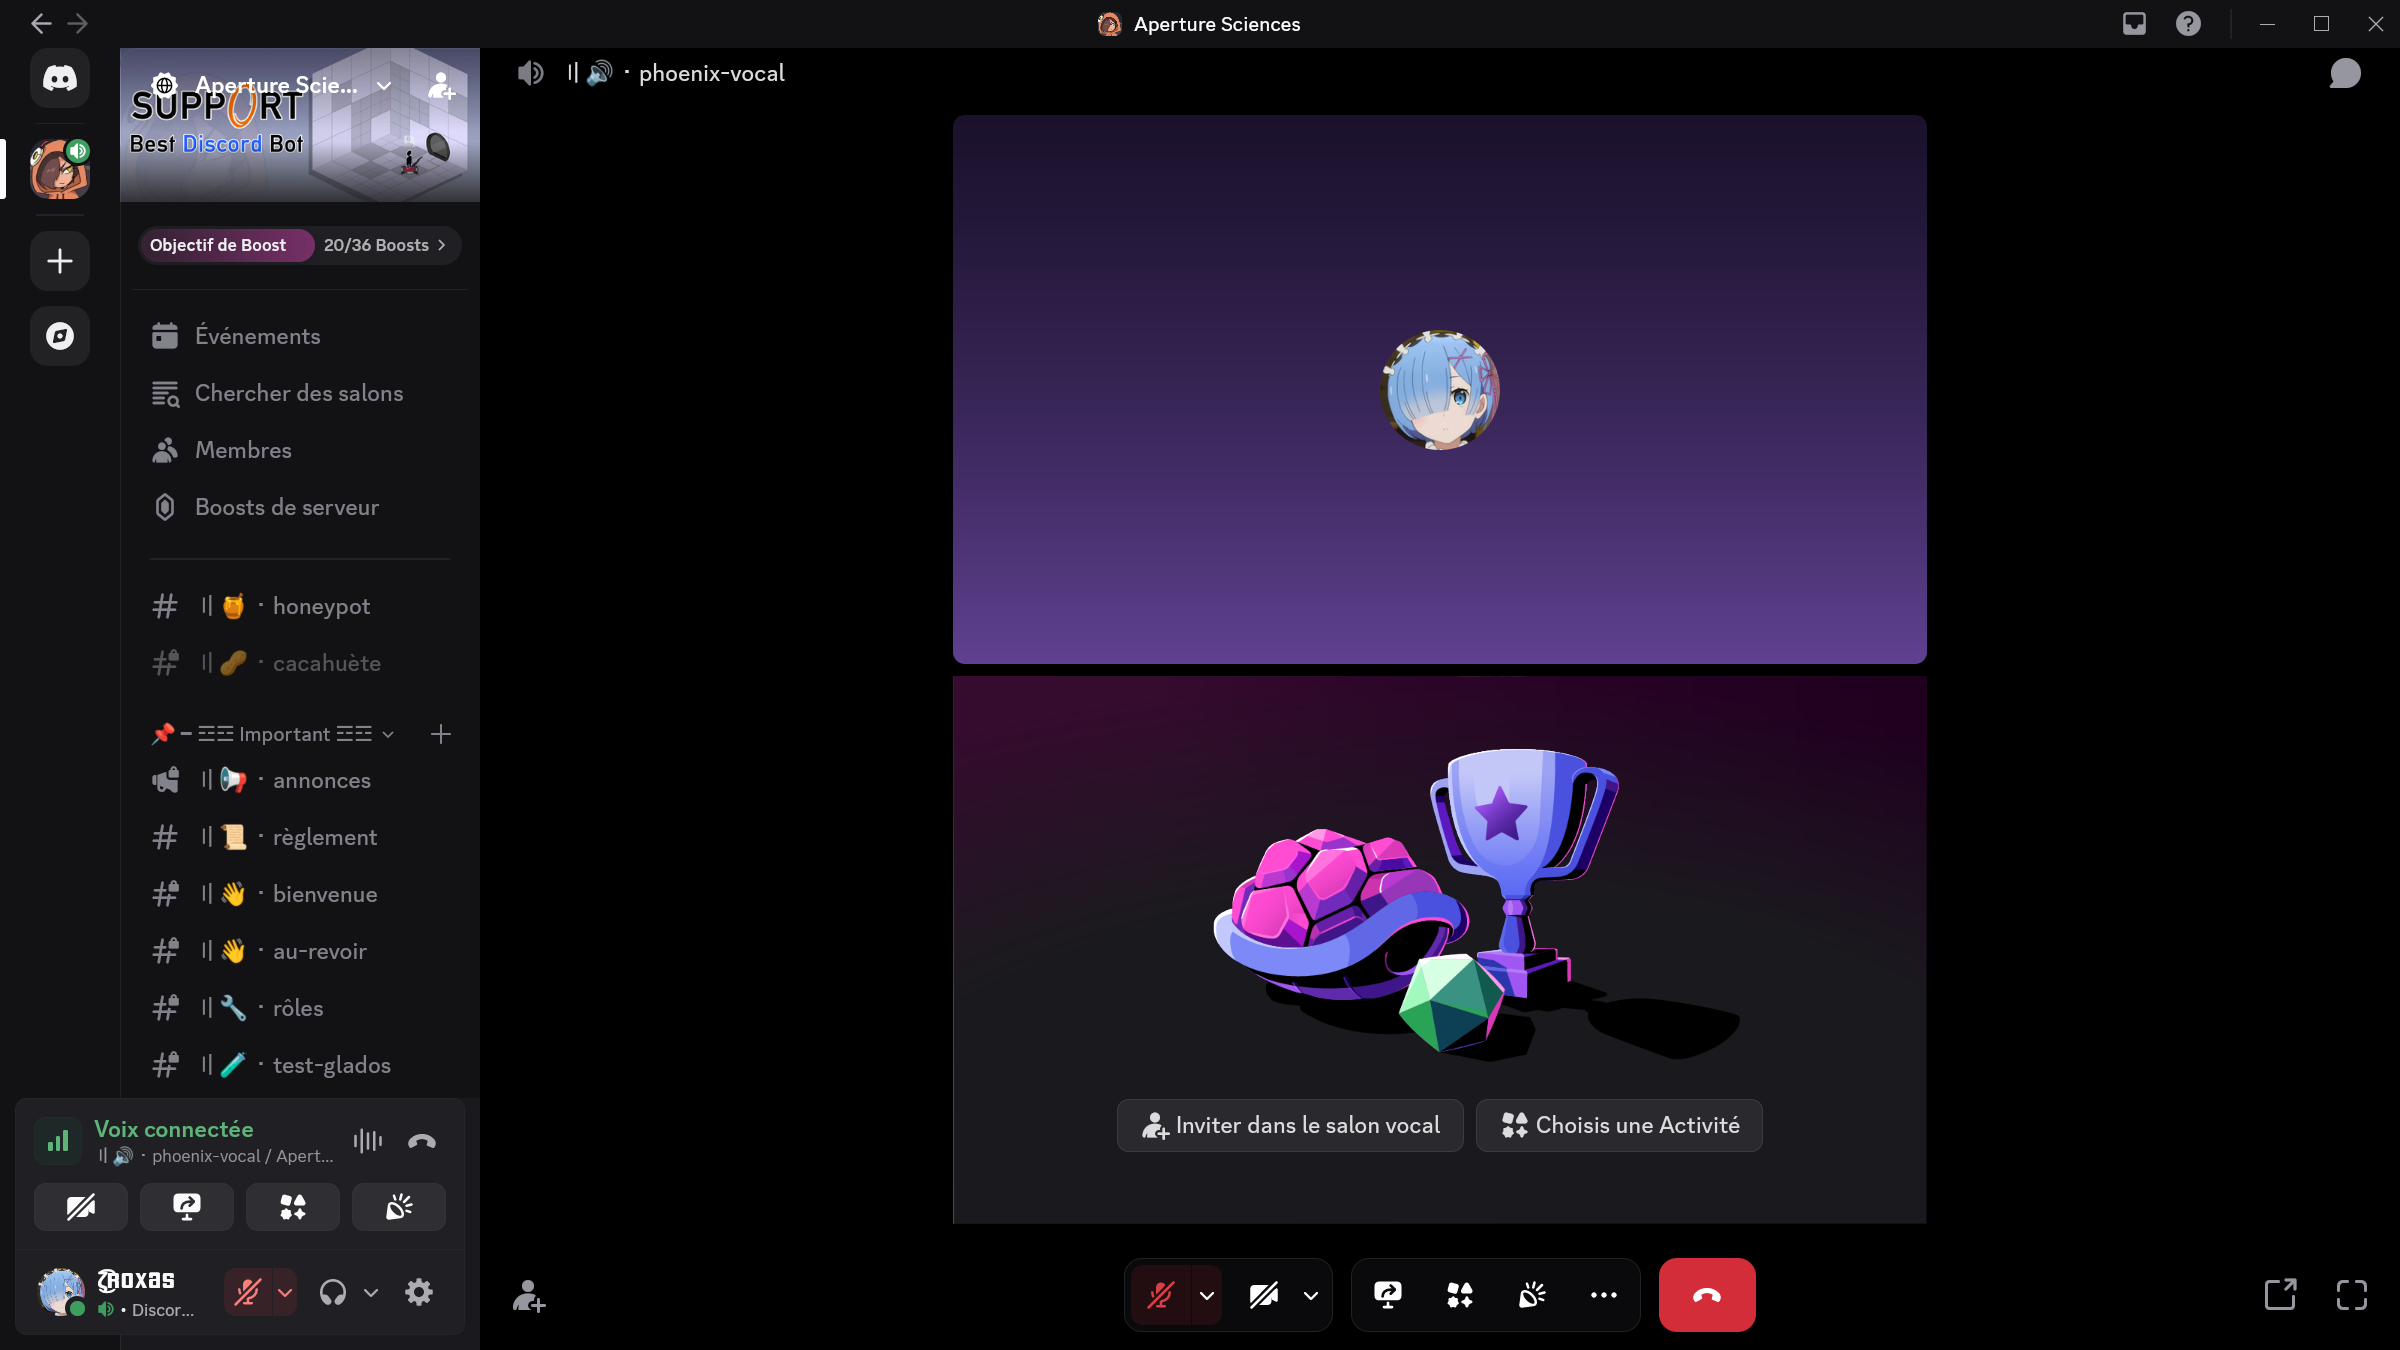 Aperture Sciences
Aperture Scie...
SUPPORT
Best Discord Bot
Objectif de Boost
20/36 Boosts
Événements
Chercher des salons
Membres
Boosts de serveur
honeypot
cacahuète
Important
annonces
règlement
bienvenue
au-revoir
rôles
test-glados
Voix connectée
phoenix-vocal / Apert...
Roxas
Discor...
phoenix-vocal
Inviter dans le salon vocal
Choisis une Activité